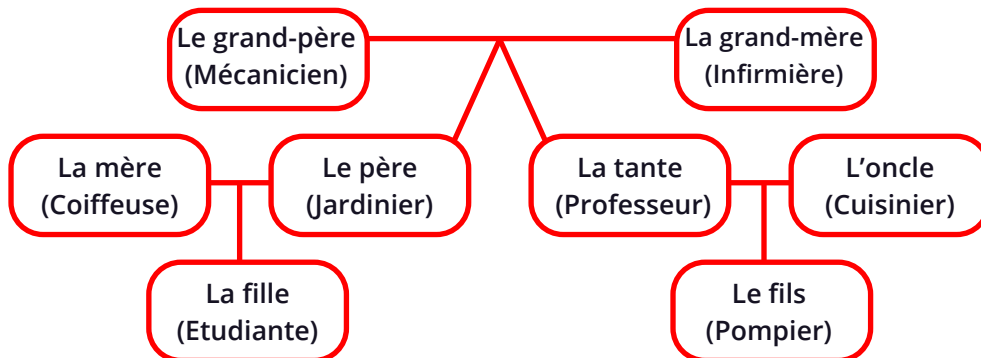 Le grand-père
(Mécanicien)
La grand-mère
(Infirmière)
La mère
(Coiffeuse)
Le père
(Jardinier)
La tante
(Professeur)
L’oncle
(Cuisinier)
La fille
(Etudiante)
Le fils
(Pompier)